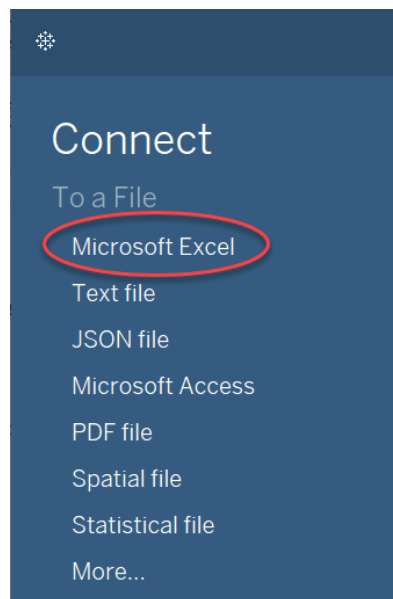 Connect
To a File
Microsoft Excel
Text file
JSON file
Microsoft Access
PDF file
Spatial file
Statistical file
More...